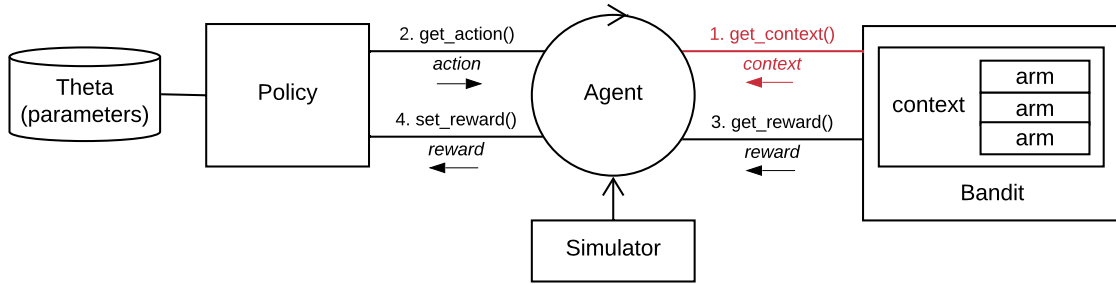 Theta
(parameters)
Policy
2. get_action()
action
4. set_reward()
reward
Agent
Simulator
1. get_context()
context
3. get_reward()
reward
context
arm
arm
arm
Bandit